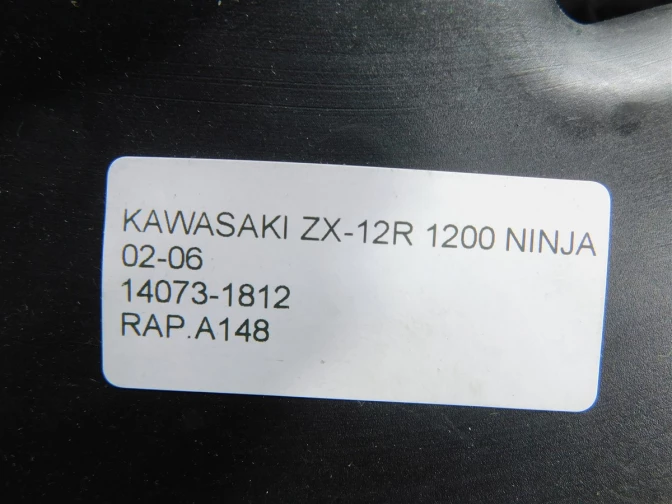 KAWASAKI ZX-12R 1200 NINJA
02-06
14073-1812
RAP.A148